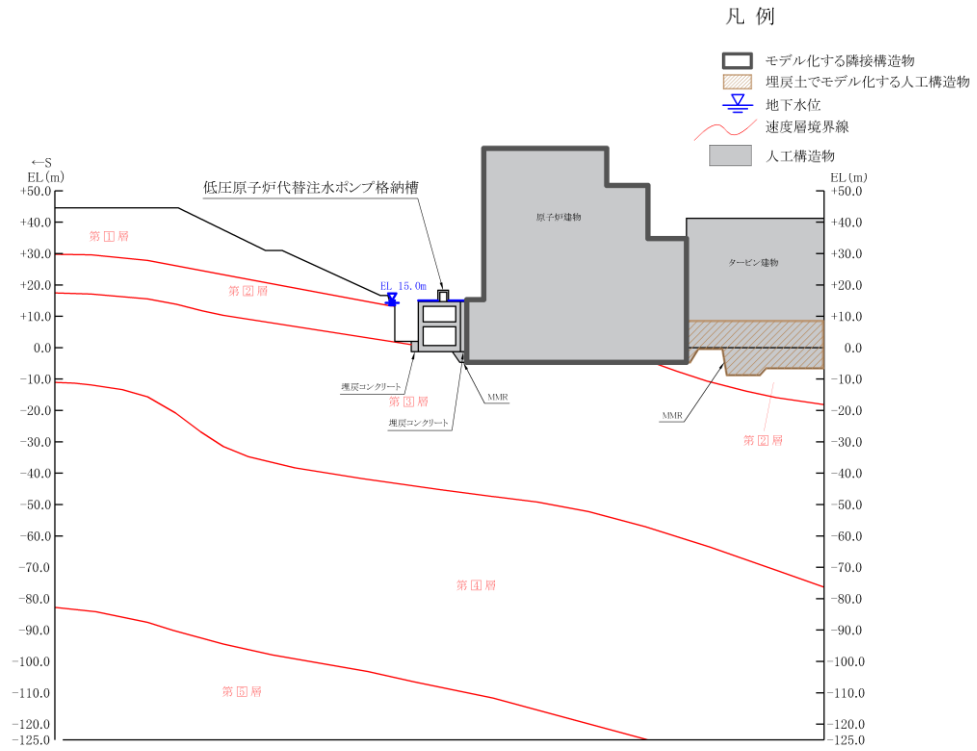 凡 例
モデル化する隣接構造物
埋戻土でモデル化する人工構造物
地下水位
速度層境界線
人工構造物
←S
EL(m)
EL(m)
+50.0
+40.0
+30.0
+20.0
+10.0
0.0
-10.0
-20.0
-30.0
-40.0
-50.0
-60.0
-70.0
-80.0
-90.0
-100.0
-110.0
-120.0
-125.0
低圧原子炉代替注水ポンプ格納槽
原子炉建物
タービン建物
第1層
第2層
EL 15.0m
埋戻コンクリート
第3層
MMR
埋戻コンクリート
MMR
第2層
第4層
第5層
+50.0
+40.0
+30.0
+20.0
+10.0
0.0
-10.0
-20.0
-30.0
-40.0
-50.0
-60.0
-70.0
-80.0
-90.0
-100.0
-110.0
-120.0
-125.0